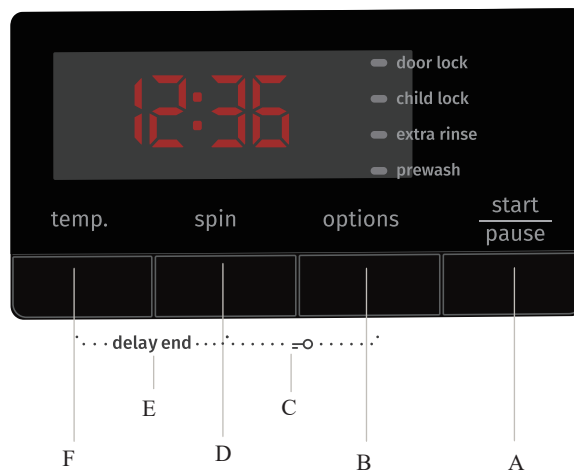 12:36
door lock
child lock
extra rinse
prewash
temp.
spin
options
start
pause
delay end
E
C
F
D
B
A